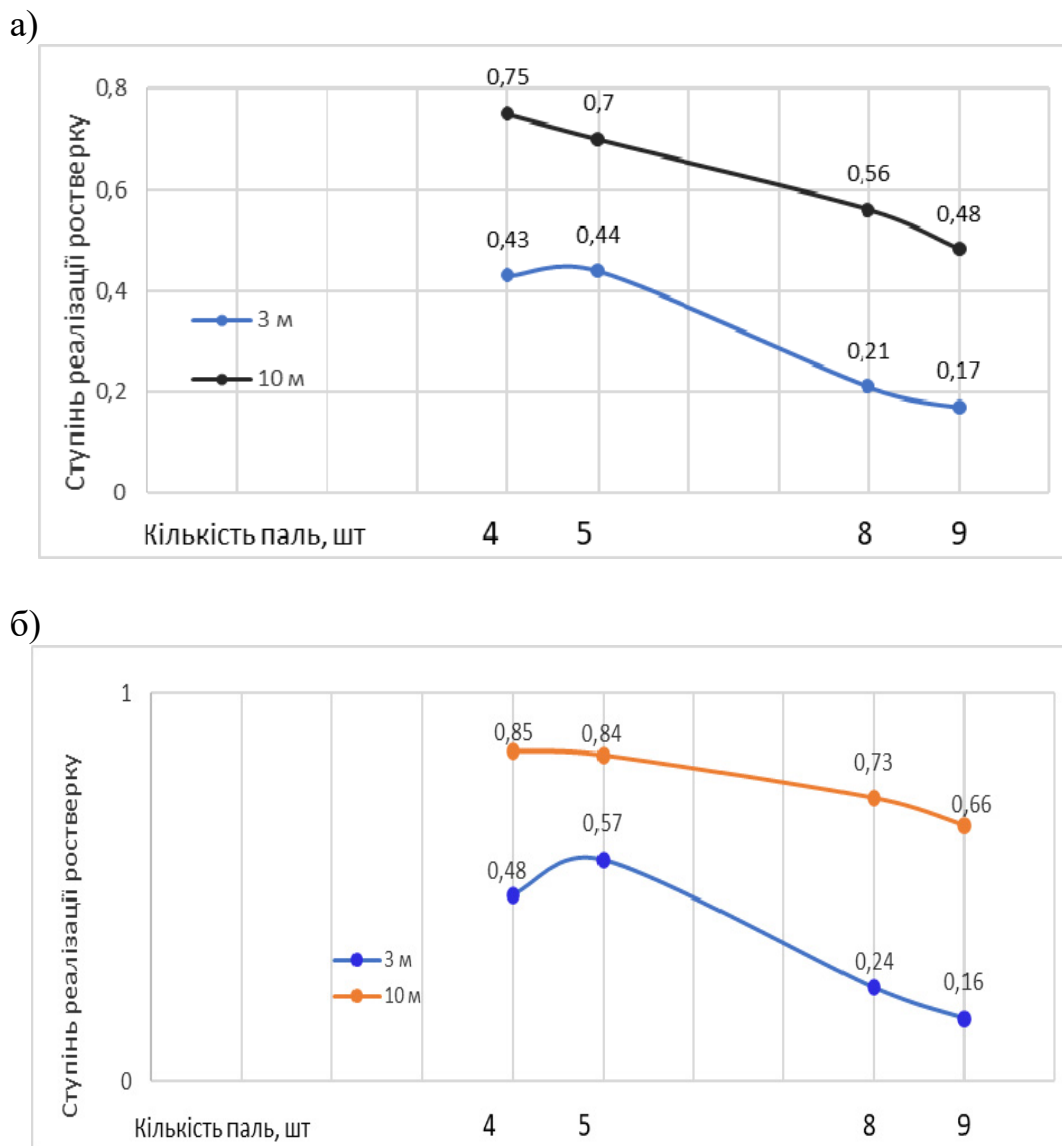 а)
0,8
0,6
0,4
0,2
0
Ступінь реалізації ростверку
0,75
0,7
0,56
0,48
0,43
0,44
0,21
0,17
3 м
10 м
Кількість паль, шт 4 5 8 9
б)
1
0
Ступінь реалізації ростверку
0,85
0,84
0,73
0,66
0,48
0,57
0,24
0,16
3 м
10 м
Кількість паль, шт 4 5 8 9